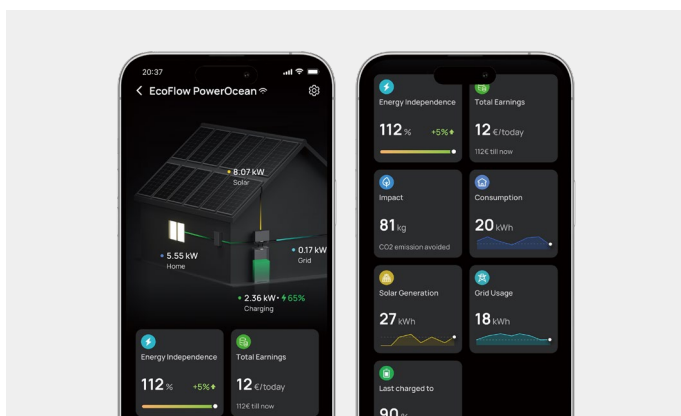 20:37
EcoFlow PowerOcean
8.07 kW
Solar
5.55 kW
Home
0.17 kW
Grid
2.36 kW • 65%
Charging
Energy Independence
112 % +5%
Total Earnings
12 €/today
112€ till now
Energy Independence
112 % +5%
Total Earnings
12 €/today
112€ till now
Impact
81 kg
CO2 emission avoided
Consumption
20 kWh
Solar Generation
27 kWh
Grid Usage
18 kWh
Last charged to
90 %